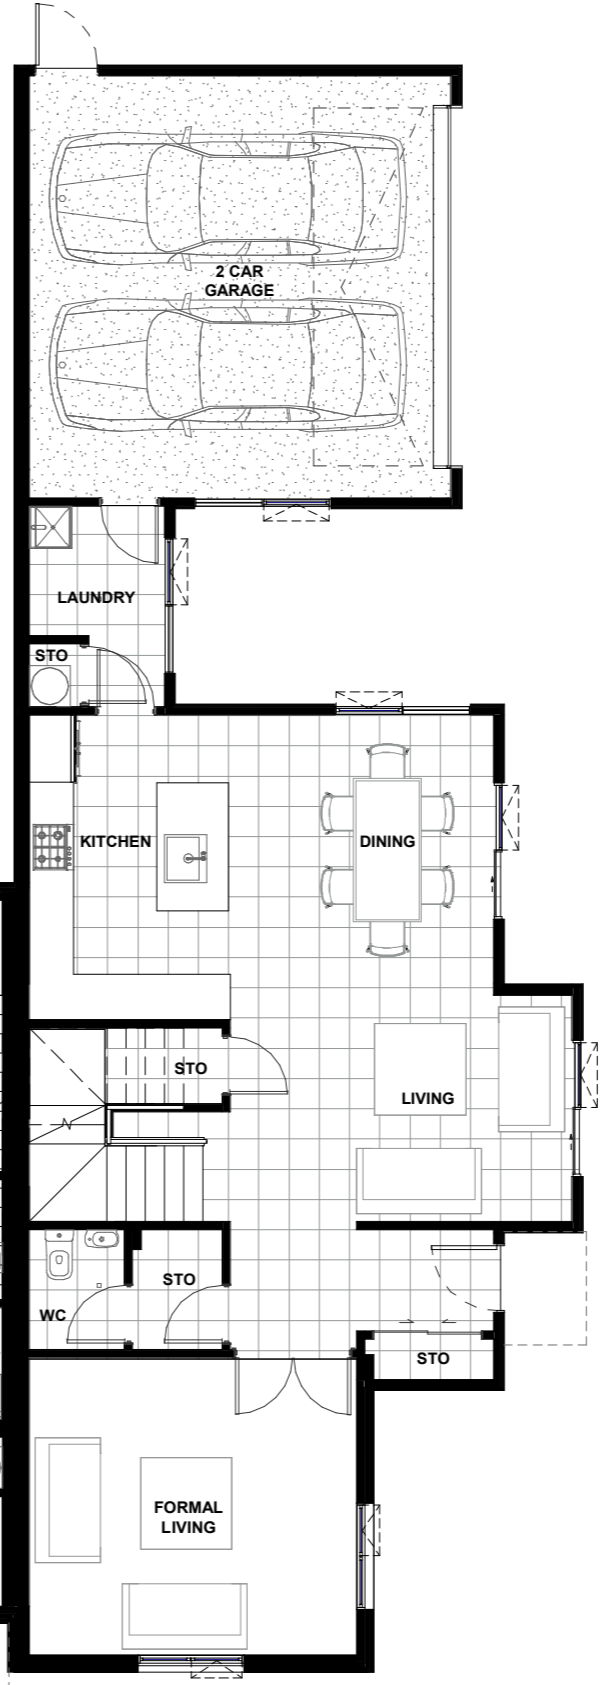 2 CAR
GARAGE
LAUNDRY
STO
KITCHEN
DINING
STO
LIVING
STO
WC
STO
FORMAL
LIVING